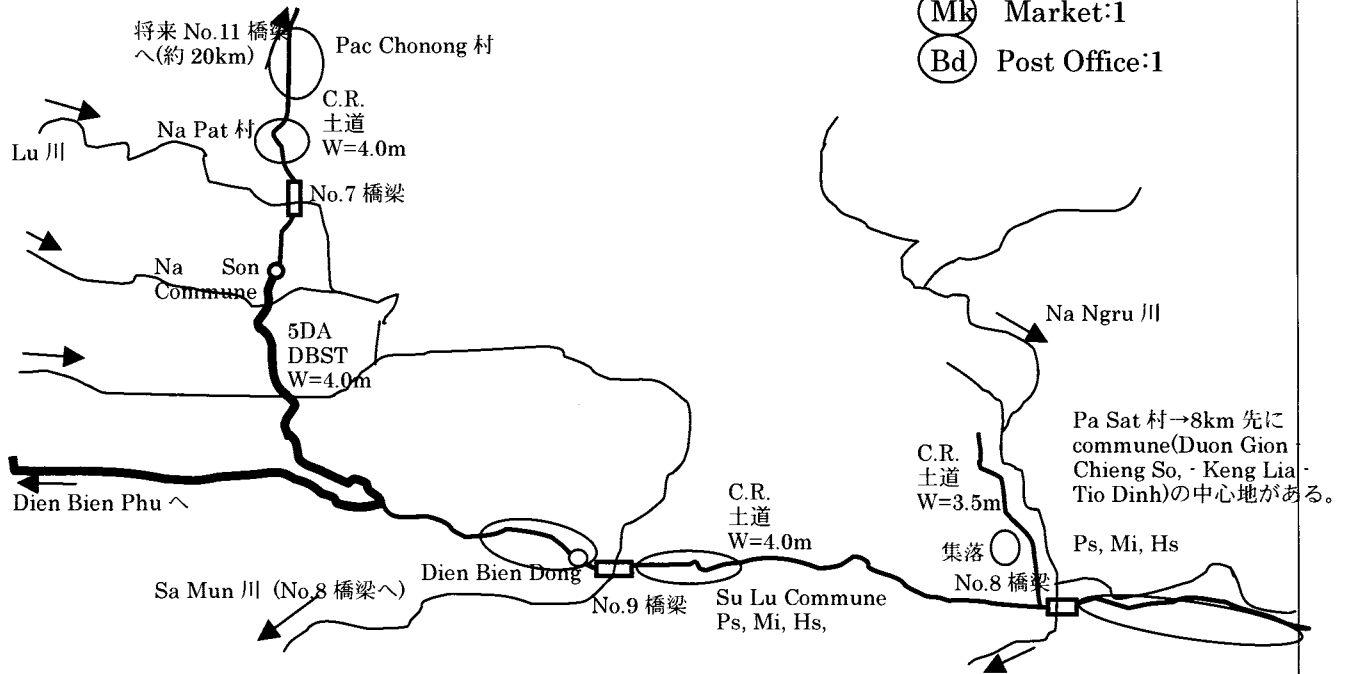 将来 No.11 橋梁
へ(約 20km)
Pac Chonong 村
Mk Market:1
Bd Post Office:1
C.R.
土道
W=4.0m
Na Pat 村
Lu 川
No.7 橋梁
Na Son
Commune
5DA
DBST
W=4.0m
Na Ngru 川
Pa Sat 村→8km 先に
commune(Duon Gion -
Chieng So, - Keng Lia -
Tio Dinh)の中心地がある。
Ps, Mi, Hs
C.R.
土道
W=3.5m
集落
No.8 橋梁
Dien Bien Phu へ
C.R.
土道
W=4.0m
Dien Bien Dong
No.9 橋梁
Su Lu Commune
Ps, Mi, Hs,
Sa Mun 川 (No.8 橋梁へ)